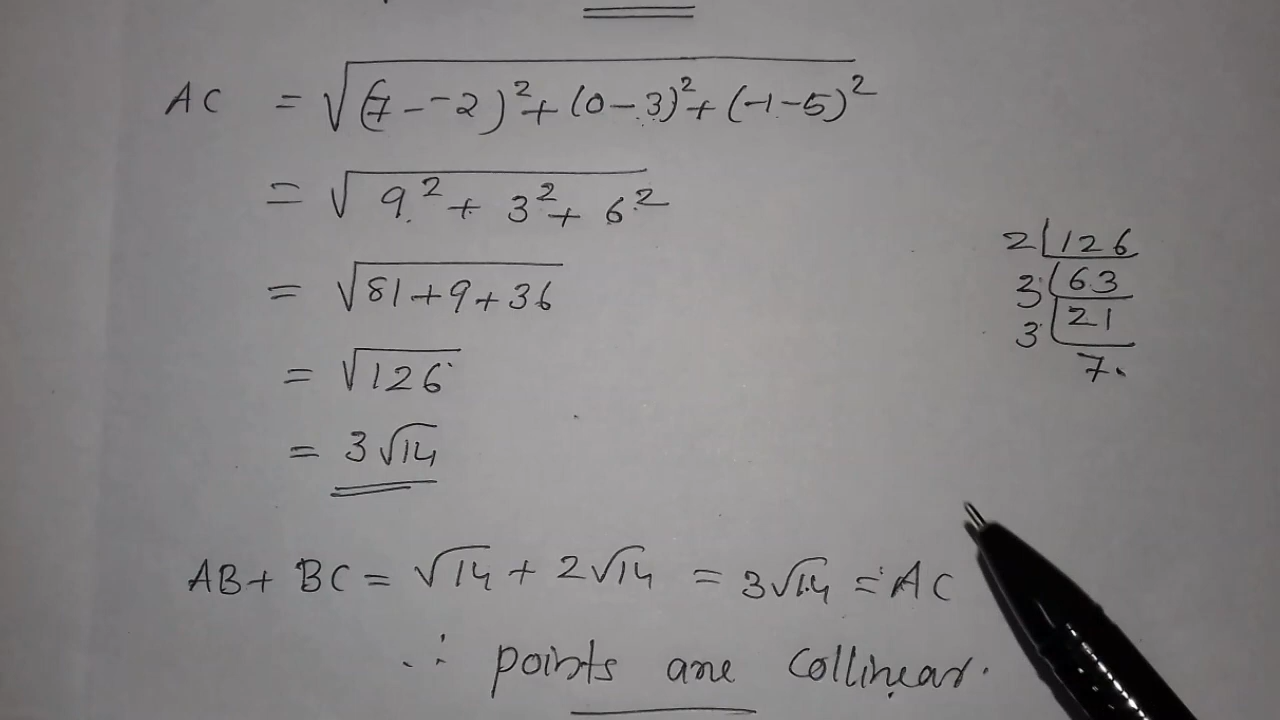 AC = √(7--2)²+(0-3)²+(-1-5)²
= √9²+3²+6²
= √81+9+36
= √126
= 3√14
2 126
3 63
3 21
7.
AB+BC = √14 + 2√14 = 3√14 = AC
∴ points are collinear.